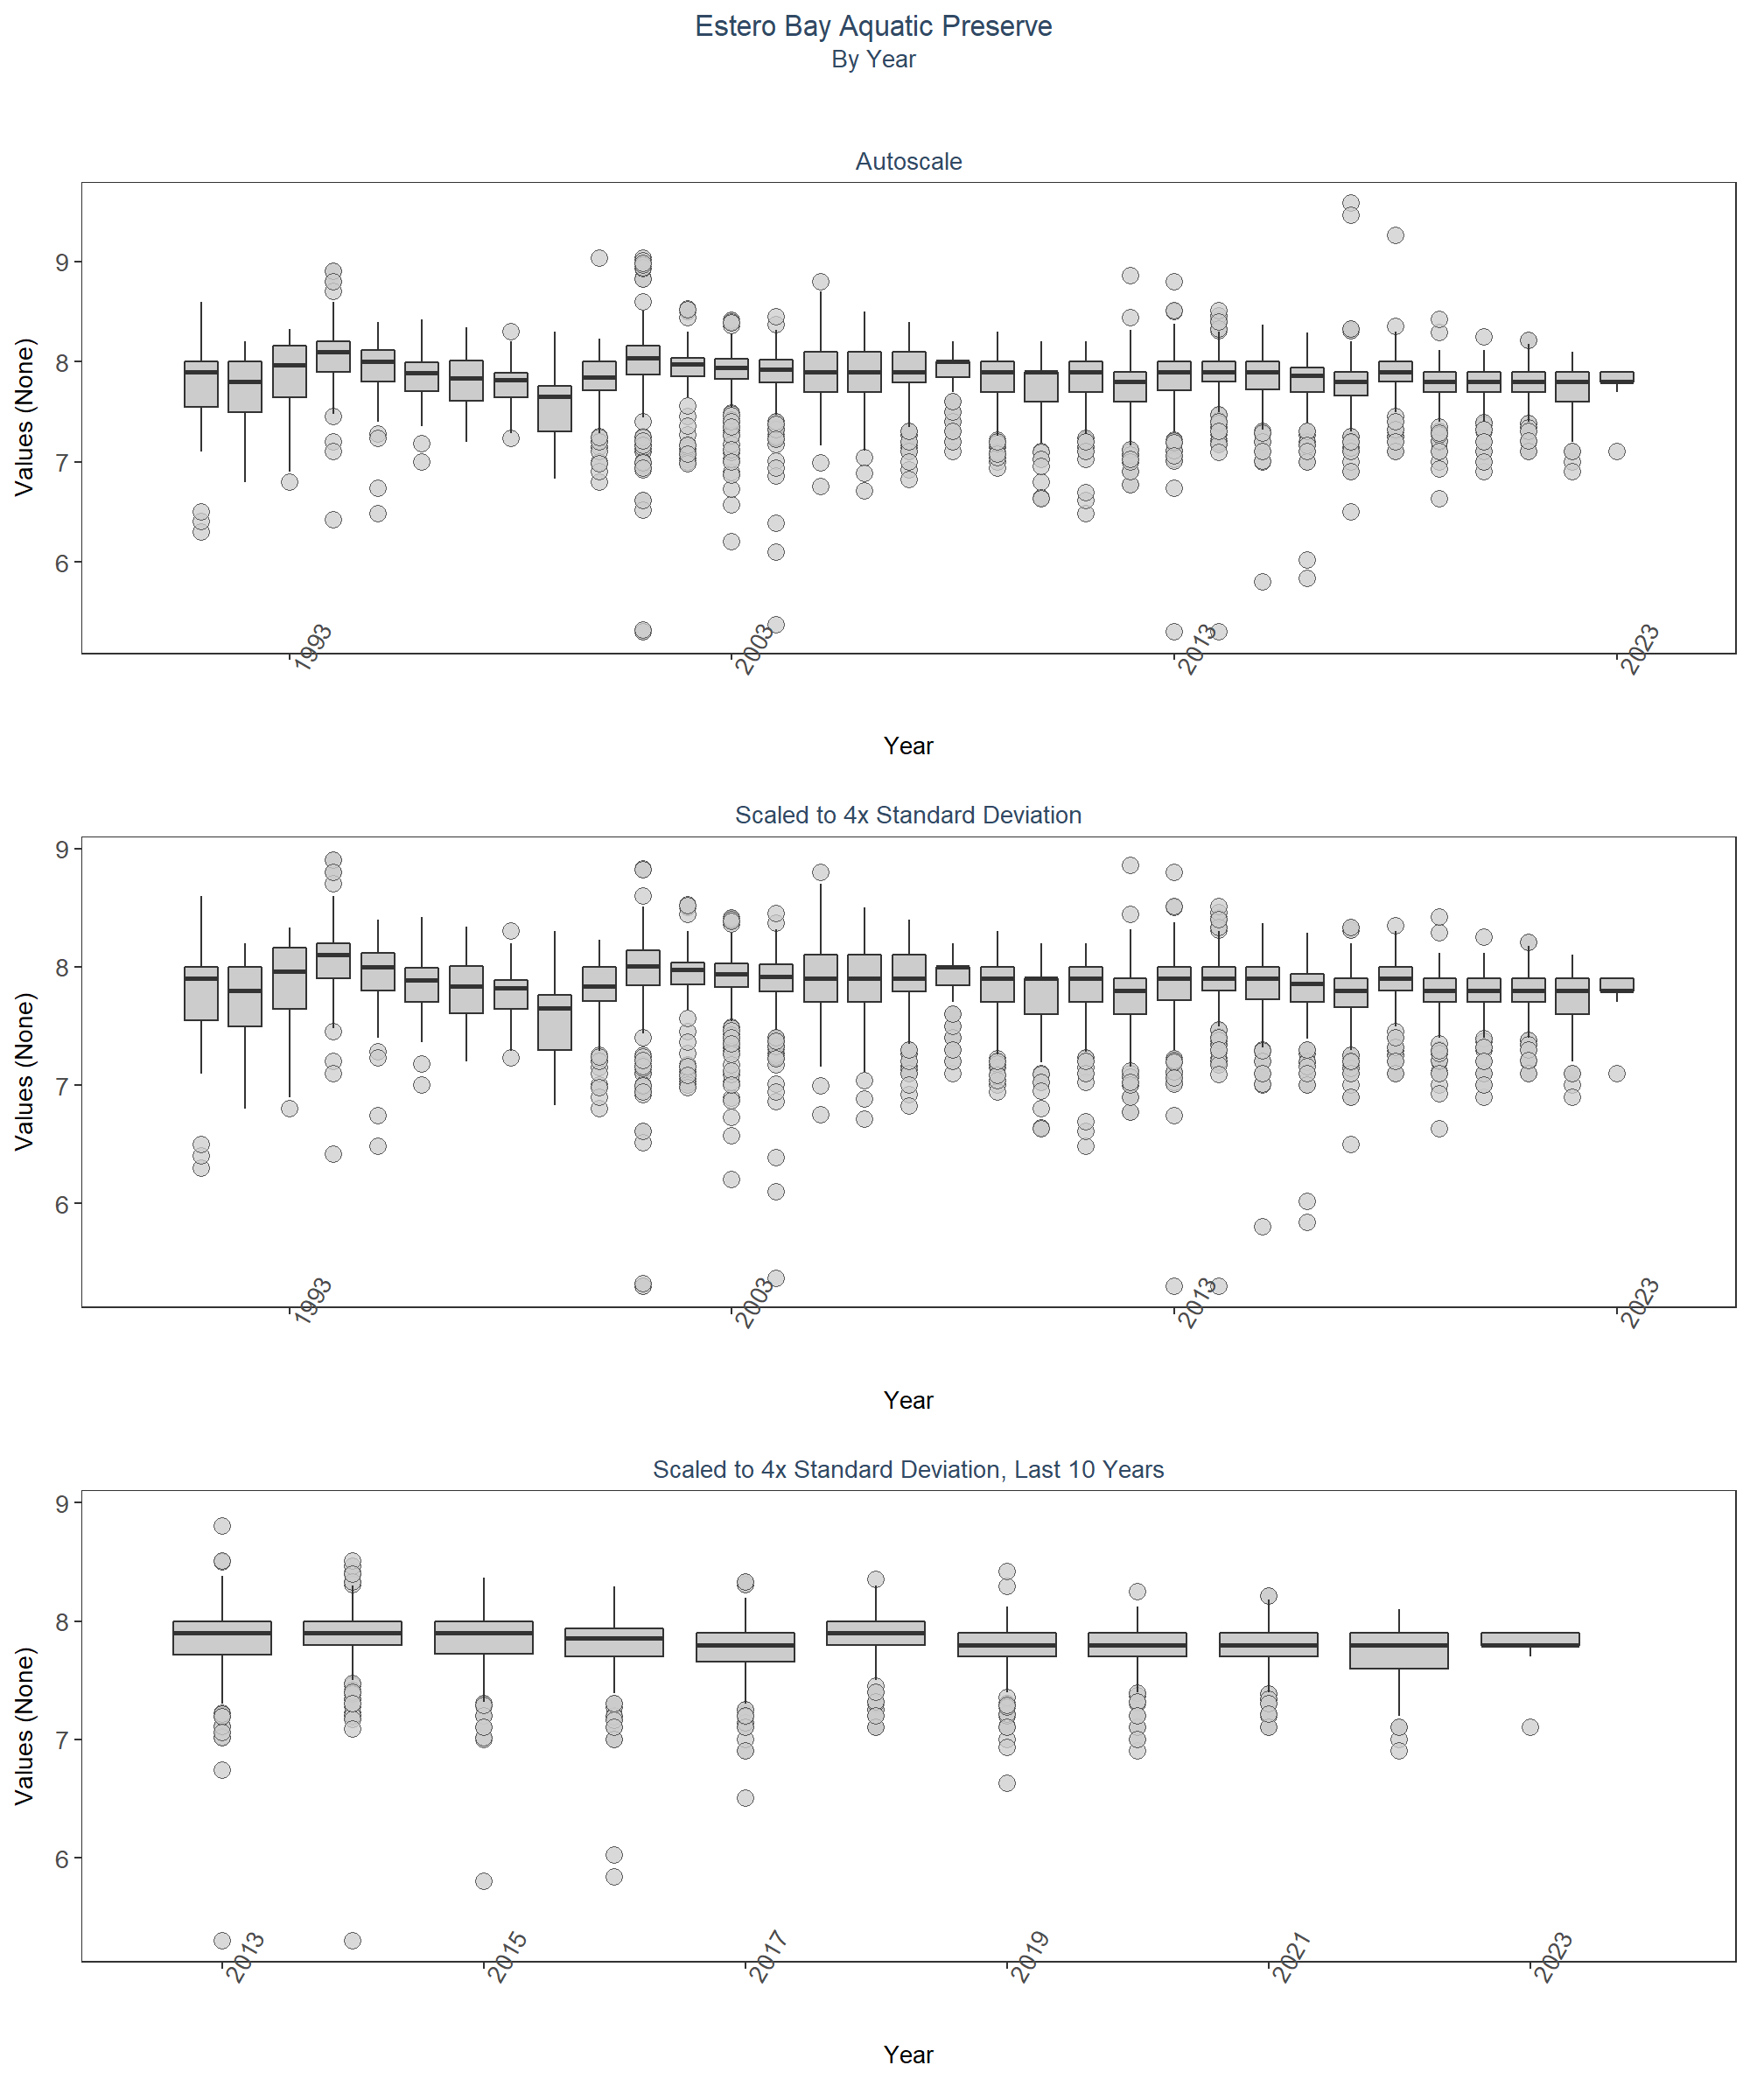 Estero Bay Aquatic Preserve
By Year
Autoscale
Values (None)
9
8
7
6
1993
2003
2013
2023
Year
Scaled to 4x Standard Deviation
Values (None)
9
8
7
6
1993
2003
2013
2023
Year
Scaled to 4x Standard Deviation, Last 10 Years
Values (None)
9
8
7
6
2013
2015
2017
2019
2021
2023
Year